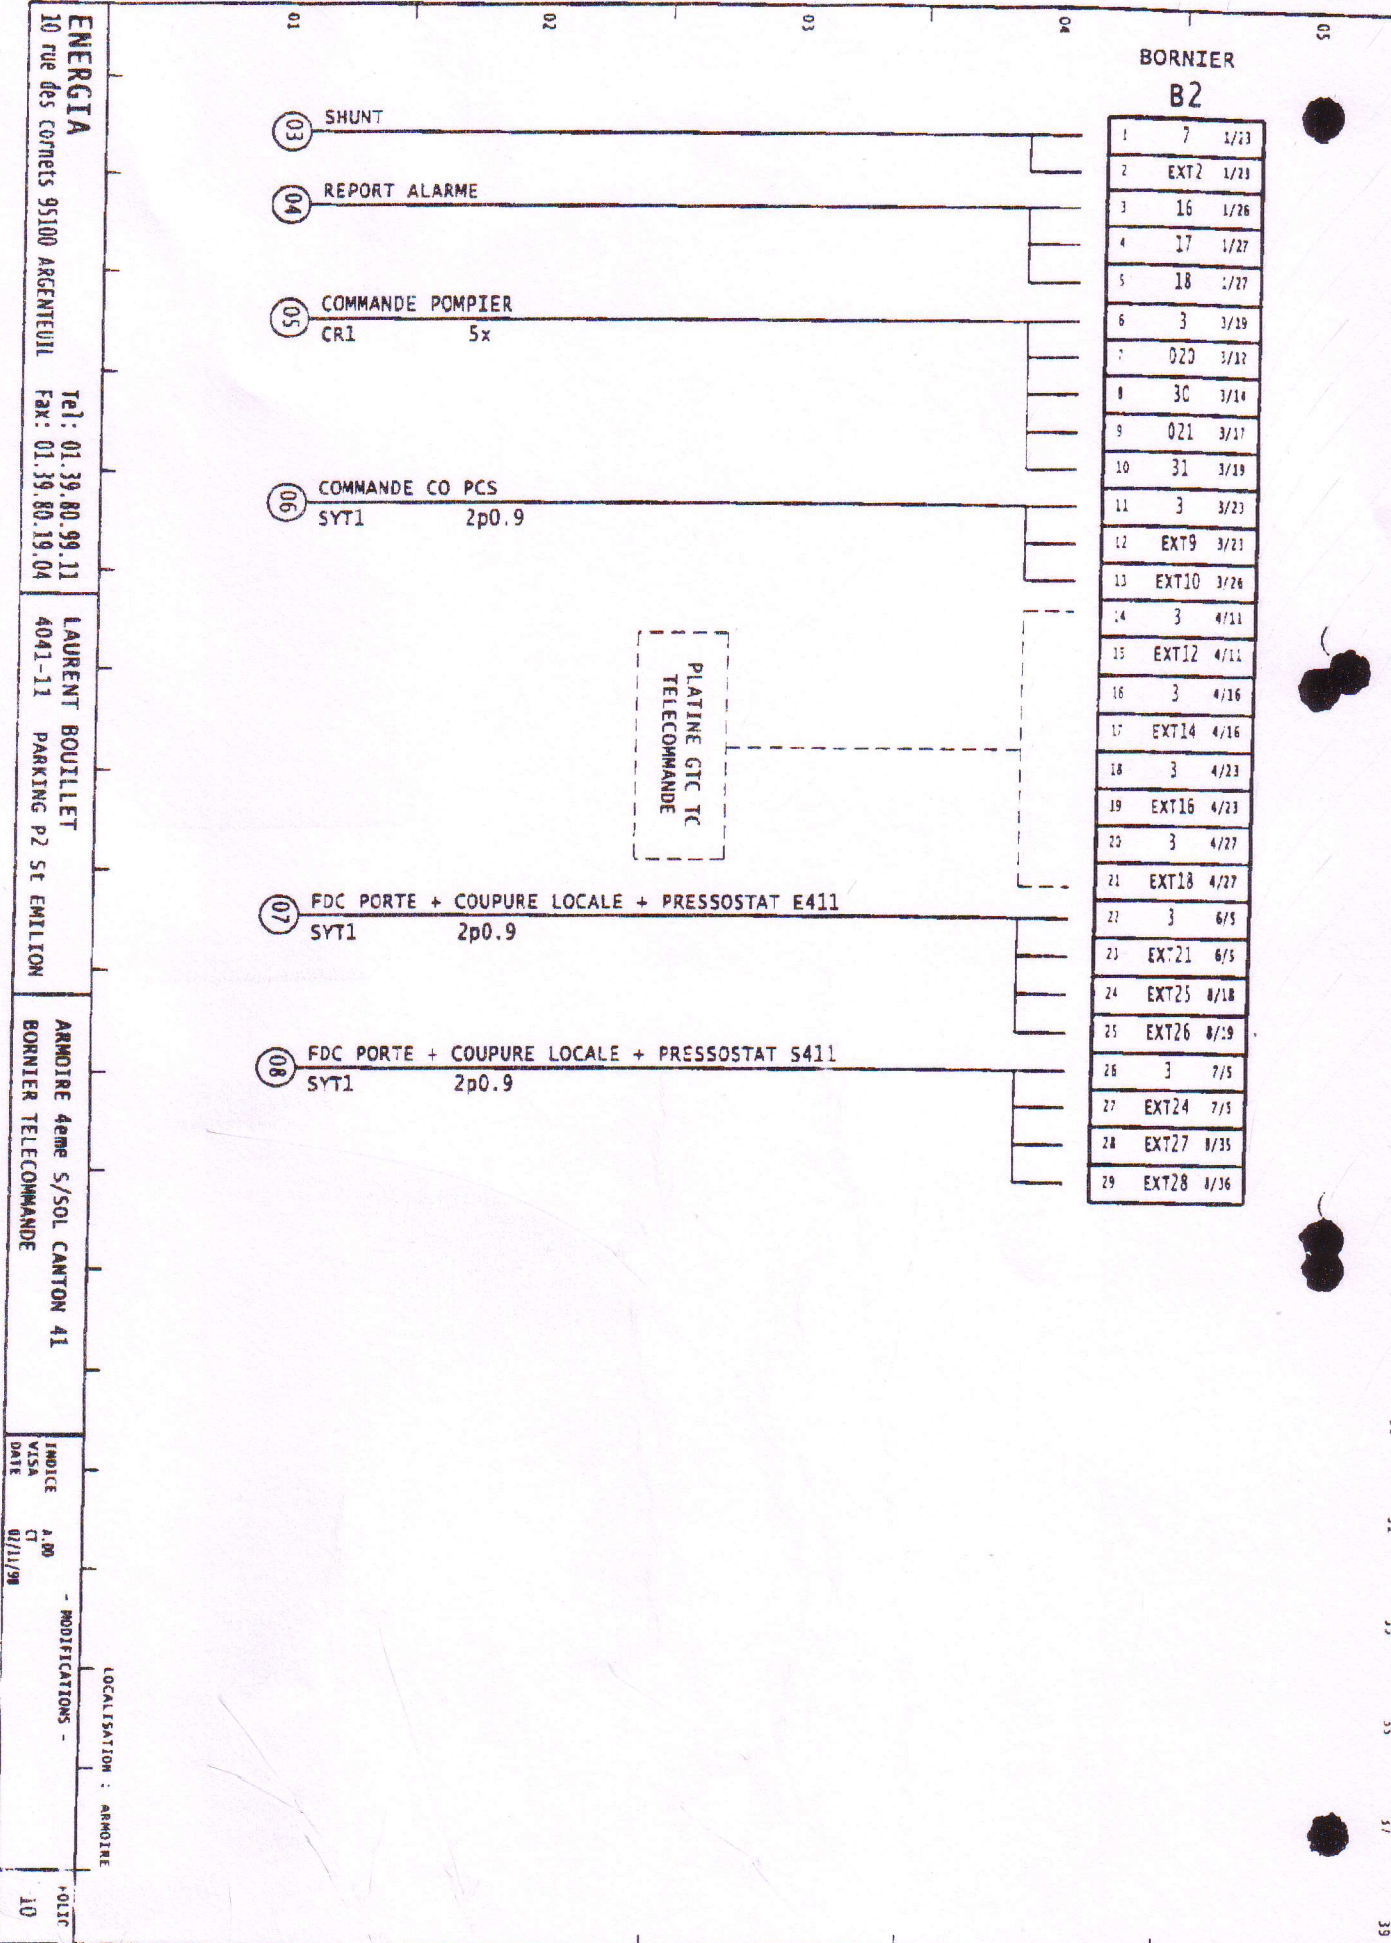 01 02 03 04 05
BORNIER
B2
03 SHUNT
04 REPORT ALARME
05 COMMANDE POMPIER
CR1 5x
06 COMMANDE CO PCS
SYT1 2p0.9
PLATINE GTC TC
TELECOMMANDE
07 FDC PORTE + COUPURE LOCALE + PRESSOSTAT E411
SYT1 2p0.9
08 FDC PORTE + COUPURE LOCALE + PRESSOSTAT S411
SYT1 2p0.9
1 7 1/23
2 EXT2 1/23
3 16 1/26
4 17 1/27
5 18 1/27
6 3 3/19
7 020 3/12
8 30 3/14
9 021 3/17
10 31 3/19
11 3 3/23
12 EXT9 3/23
13 EXT10 3/26
14 3 4/11
15 EXT12 4/11
16 3 4/16
17 EXT14 4/16
18 3 4/23
19 EXT16 4/23
20 3 4/27
21 EXT18 4/27
22 3 6/5
23 EXT21 6/5
24 EXT25 8/18
25 EXT26 8/19
26 3 7/5
27 EXT24 7/5
28 EXT27 8/35
29 EXT28 8/36
ENERGIA
10 rue des cornets 95100 ARGENTEUIL
Tel: 01.39.80.99.11
Fax: 01.39.80.19.04
LAURENT BOUILLET
4041-11 PARKING P2 St EMILION
ARMOIRE 4eme S/SOL CANTON 41
BORNIER TELECOMMANDE
INDICE A.00
VISA CT
DATE 02/11/98
- MODIFICATIONS -
LOCALISATION : ARMOIRE
FOLIO
10
39